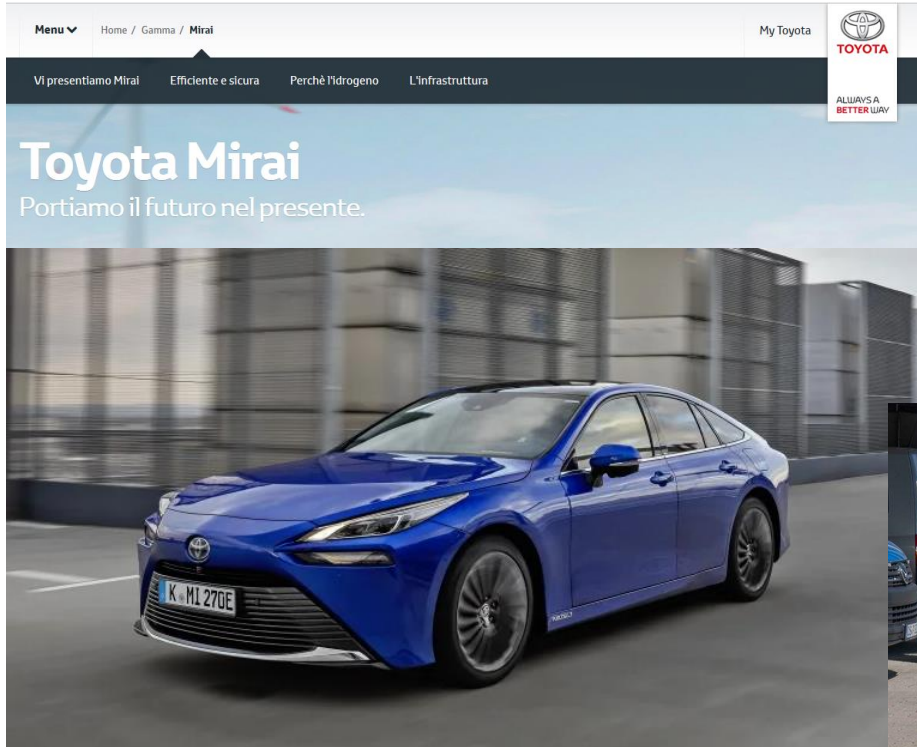 Menu Home / Gamma / Mirai My Toyota
TOYOTA
Vi presentiamo Mirai Efficiente e sicura Perchè l'idrogeno L'infrastruttura
ALWAYS A
BETTER WAY
Toyota Mirai
Portiamo il futuro nel presente.
K MI 270E